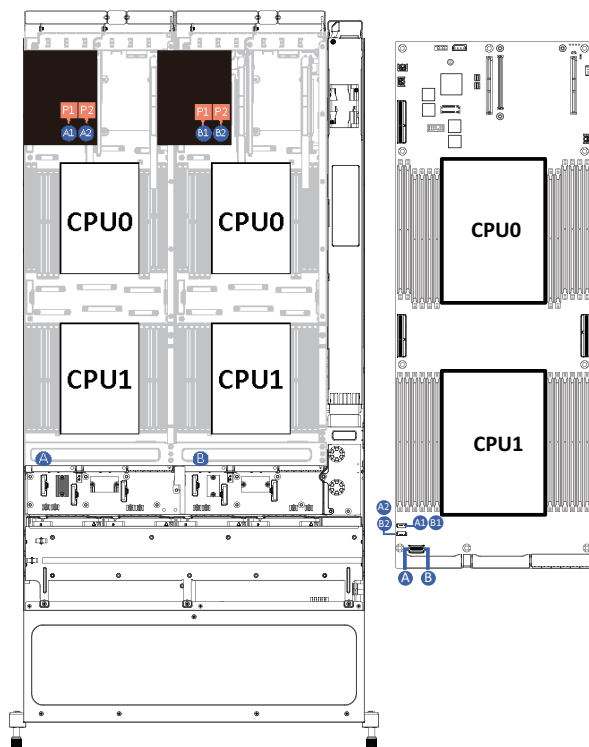 P1 P2
A1 A2
P1 P2
B1 B2
CPU0
CPU0
CPU1
CPU1
A
B
CPU0
CPU1
A2
B2
A1 B1
A B